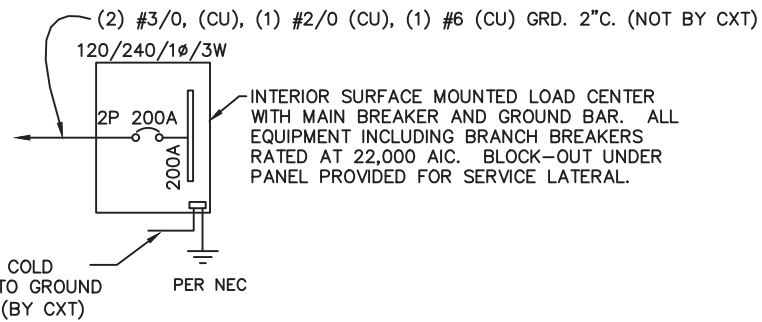 (2) #3/0, (CU), (1) #2/0 (CU), (1) #6 (CU) GRD. 2"C. (NOT BY CXT)
120/240/1ø/3W
2P 200A
200A
INTERIOR SURFACE MOUNTED LOAD CENTER
WITH MAIN BREAKER AND GROUND BAR. ALL
EQUIPMENT INCLUDING BRANCH BREAKERS
RATED AT 22,000 AIC. BLOCK-OUT UNDER
PANEL PROVIDED FOR SERVICE LATERAL.
COLD
TO GROUND
(BY CXT)
PER NEC